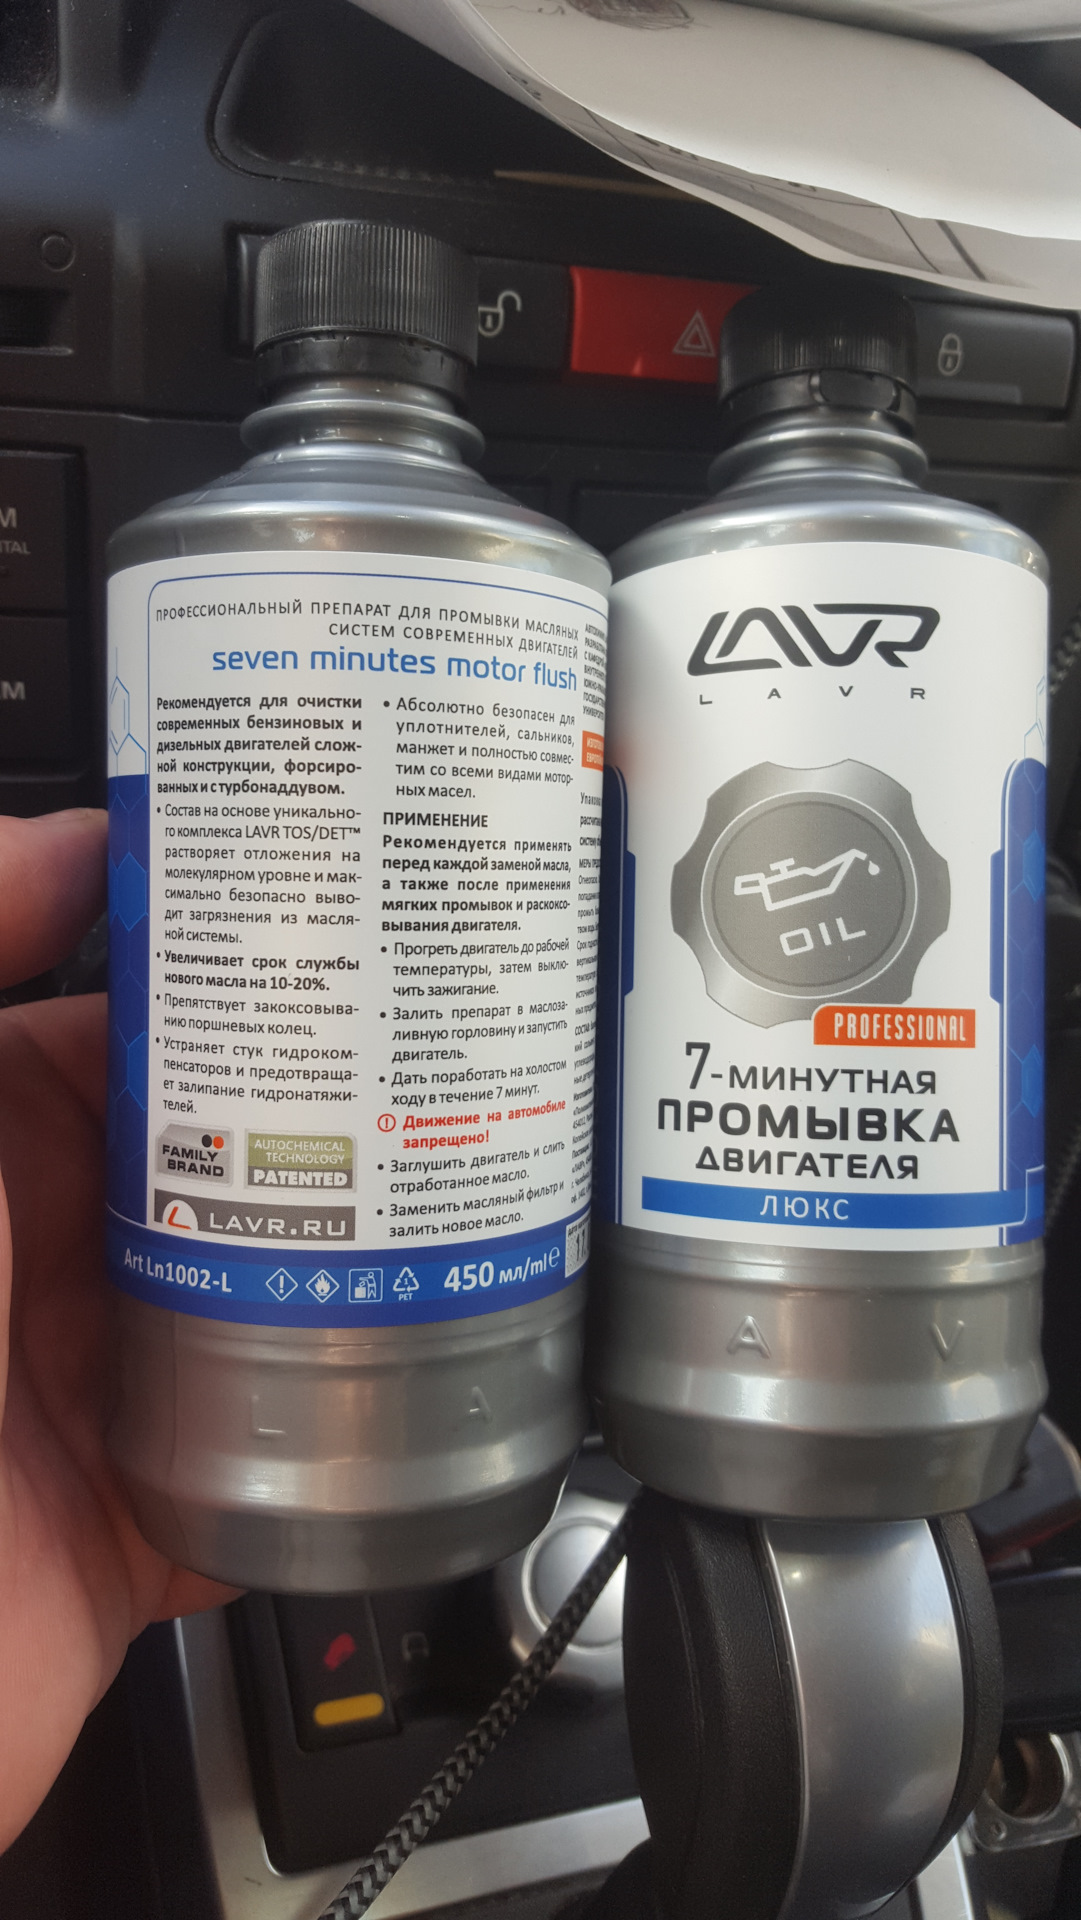 ПРОФЕССИОНАЛЬНЫЙ ПРЕПАРАТ ДЛЯ ПРОМЫВКИ МАСЛЯНЫХ
СИСТЕМ СОВРЕМЕННЫХ ДВИГАТЕЛЕЙ
seven minutes motor flush
Рекомендуется для очистки
современных бензиновых и
дизельных двигателей слож-
ной конструкции, форсиро-
ванных и с турбонаддувом.
• Состав на основе уникально-
го комплекса LAVR TOS/DET™
растворяет отложения на
молекулярном уровне и мак-
симально безопасно выво-
дит загрязнения из масля-
ной системы.
• Увеличивает срок службы
нового масла на 10-20%.
• Препятствует закоксовыва-
нию поршневых колец.
• Устраняет стук гидроком-
пенсаторов и предотвраща-
ет залипание гидронатяжи-
телей.
FAMILY
BRAND
AUTOCHEMICAL
TECHNOLOGY
PATENTED
LAVR.RU
• Абсолютно безопасен для
уплотнителей, сальников,
манжет и полностью совмес-
тим со всеми видами мотор-
ных масел.
ПРИМЕНЕНИЕ
Рекомендуется применять
перед каждой заменой масла,
а также после применения
мягких промывок и раскоксо-
вывания двигателя.
• Прогреть двигатель до рабочей
температуры, затем выклю-
чить зажигание.
• Залить препарат в маслоза-
ливную горловину и запустить
двигатель.
• Дать поработать на холостом
ходу в течение 7 минут.
Движение на автомобиле
запрещено!
• Заглушить двигатель и слить
отработанное масло.
• Заменить масляный фильтр и
залить новое масло.
Art Ln1002-L
PET
450 мл/ml e
L A
LAVR
L A V R
OIL
PROFESSIONAL
7-МИНУТНАЯ
ПРОМЫВКА
ДВИГАТЕЛЯ
ЛЮКС
A V